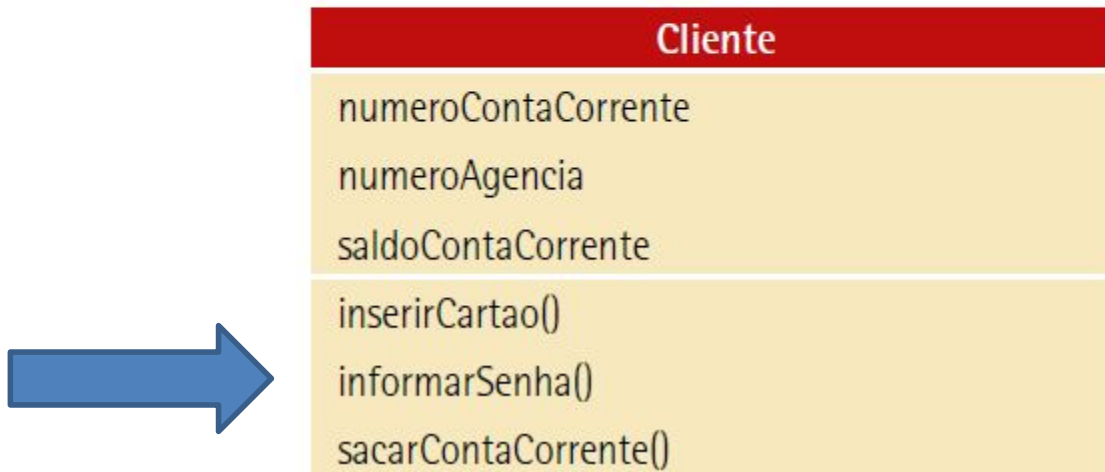 Cliente
numeroContaCorrente
numeroAgencia
saldoContaCorrente
inserirCartao()
informarSenha()
sacarContaCorrente()